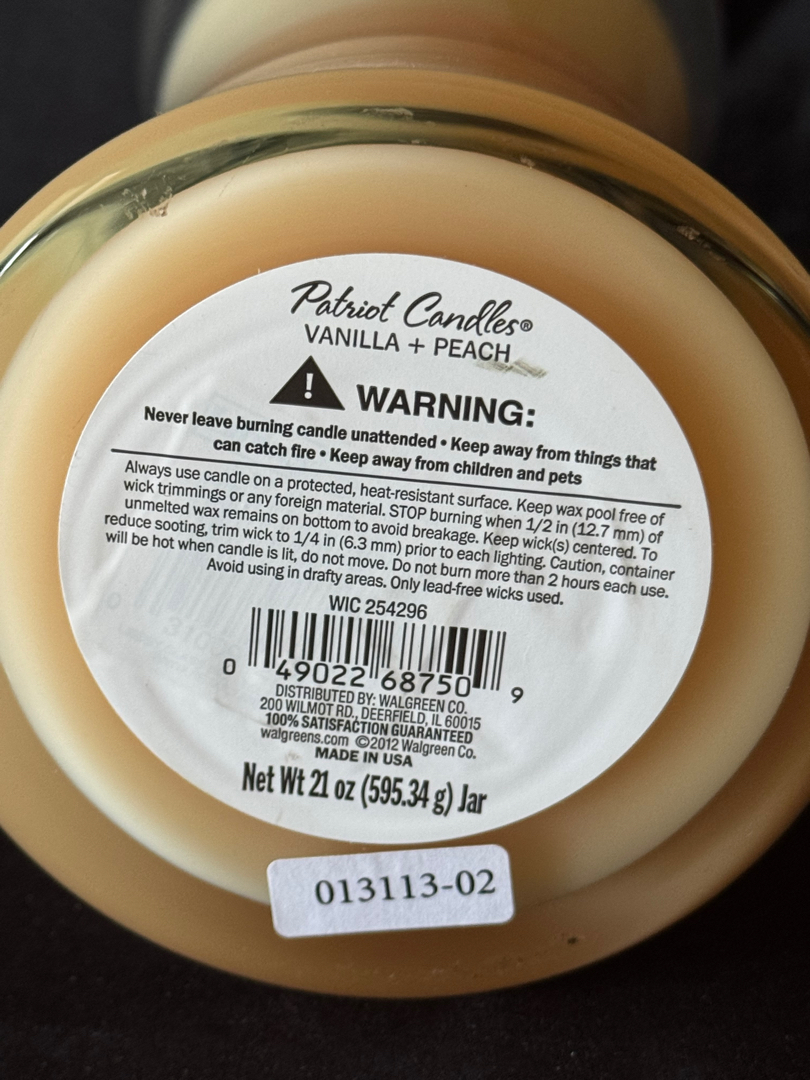 Patriot Candles®
VANILLA + PEACH
! WARNING:
Never leave burning candle unattended • Keep away from things that
can catch fire • Keep away from children and pets
Always use candle on a protected, heat-resistant surface. Keep wax pool free of
wick trimmings or any foreign material. STOP burning when 1/2 in (12.7 mm) of
unmelted wax remains on bottom to avoid breakage. Keep wick(s) centered. To
reduce sooting, trim wick to 1/4 in (6.3 mm) prior to each lighting. Caution, container
will be hot when candle is lit, do not move. Do not burn more than 2 hours each use.
Avoid using in drafty areas. Only lead-free wicks used.
WIC 254296
0 49022 68750 9
DISTRIBUTED BY: WALGREEN CO.
200 WILMOT RD., DEERFIELD, IL 60015
100% SATISFACTION GUARANTEED
walgreens.com ©2012 Walgreen Co.
MADE IN USA
Net Wt 21 oz (595.34 g) Jar
013113-02